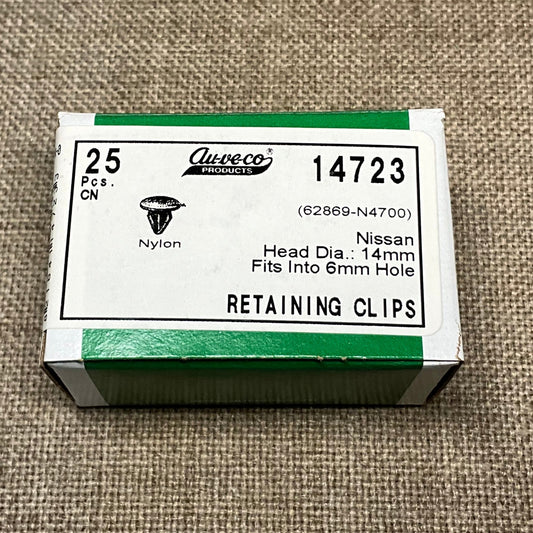 25
Pcs.
CN
Au-ve-co®
PRODUCTS
14723
(62869-N4700)
Nylon
Nissan
Head Dia.: 14mm
Fits Into 6mm Hole
RETAINING CLIPS